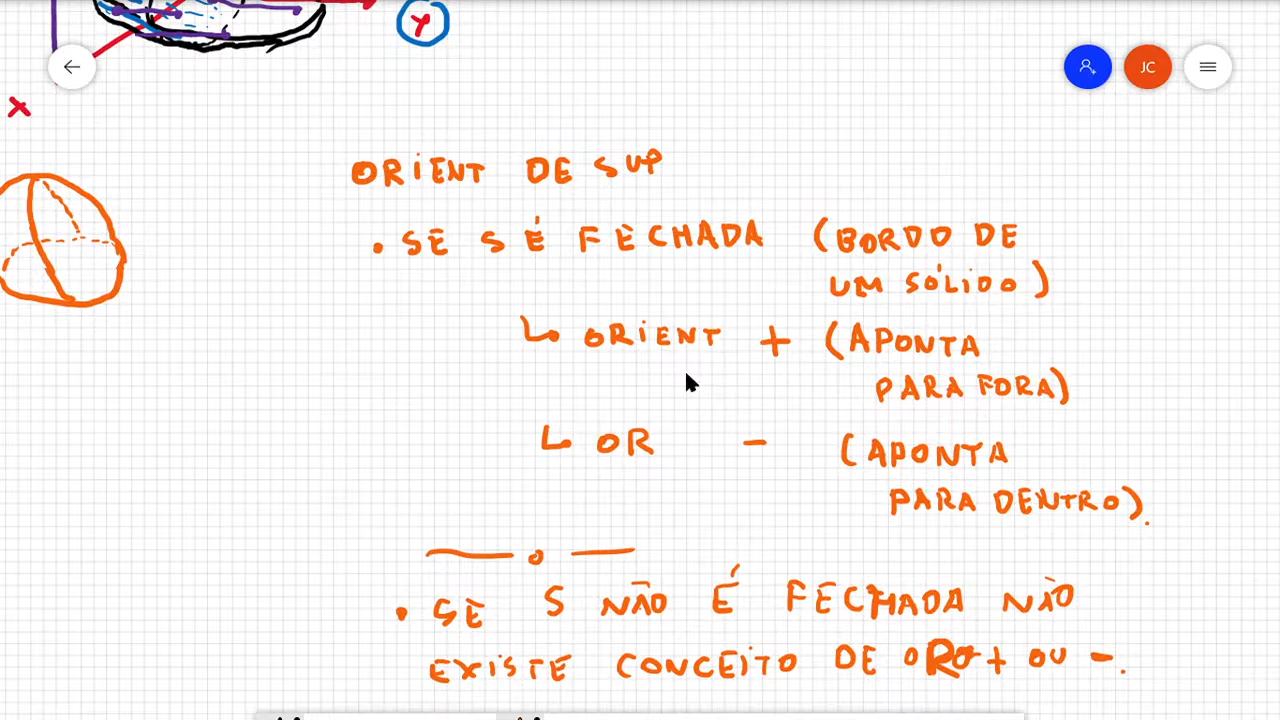 Y
JC
X
ORIENT DE SUP
• SE S É FECHADA (BORDO DE
UM SÓLIDO)
↳ ORIENT + (APONTA
PARA FORA)
↳ OR - (APONTA
PARA DENTRO).
• SE S NÃO É FECHADA NÃO
EXISTE CONCEITO DE OR + OU -.